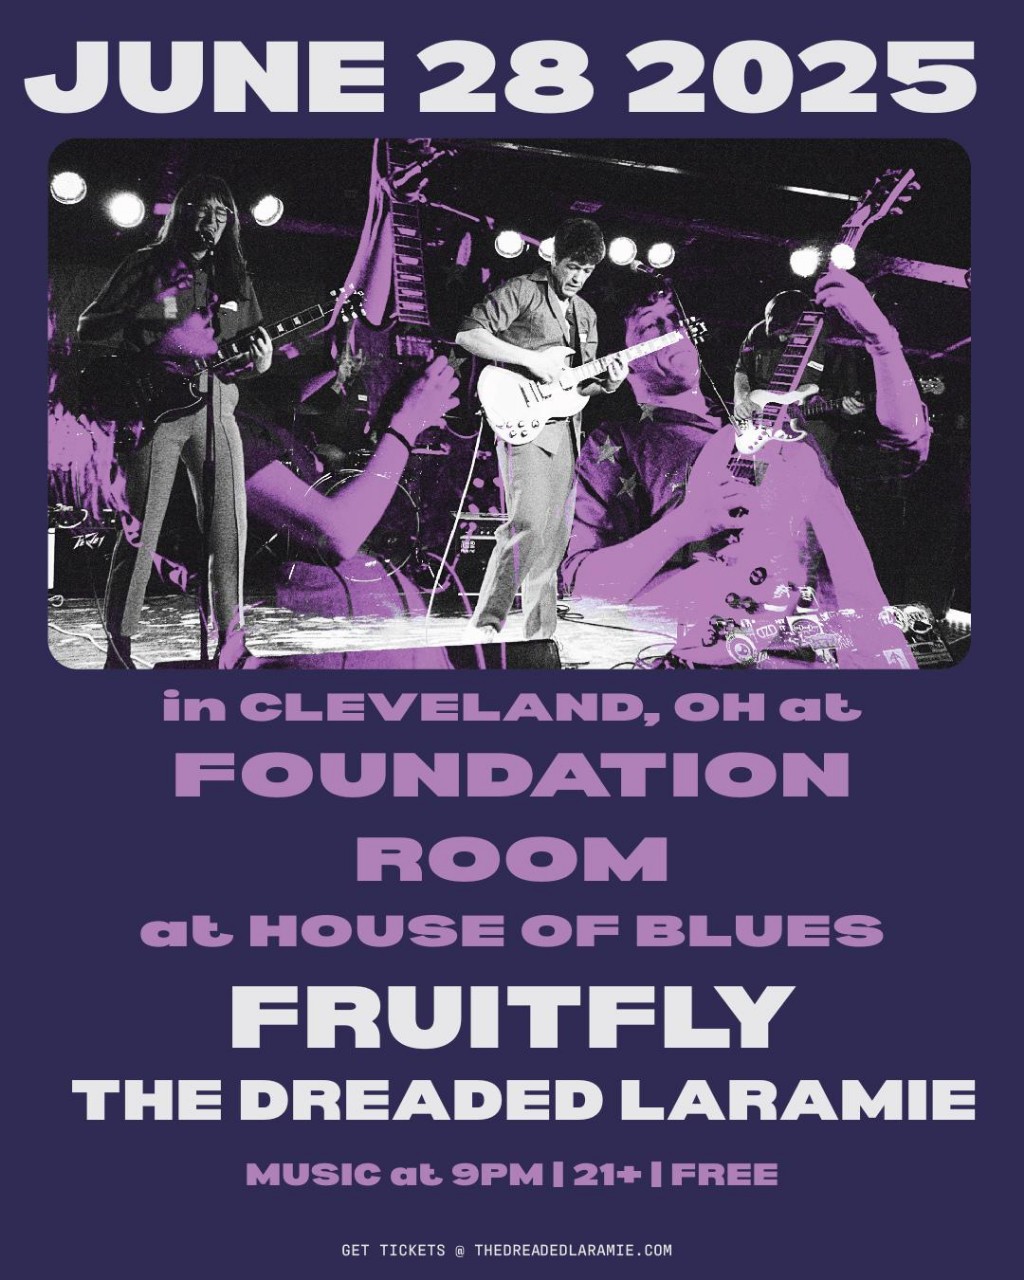 JUNE 28 2025
in CLEVELAND, OH at
FOUNDATION
ROOM
at HOUSE OF BLUES
FRUITFLY
THE DREADED LARAMIE
MUSIC at 9PM | 21+ | FREE
GET TICKETS @ THEDREADEDLARAMIE.COM